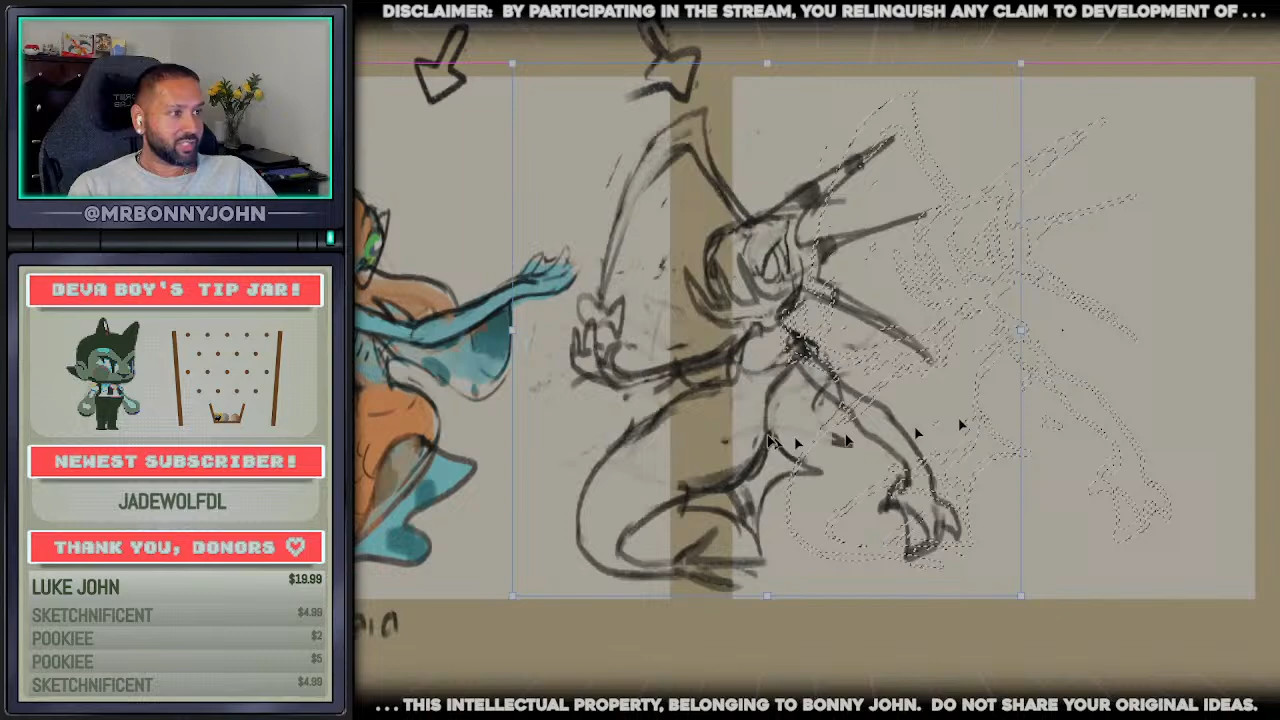 DISCLAIMER: BY PARTICIPATING IN THE STREAM, YOU RELINQUISH ANY CLAIM TO DEVELOPMENT OF . . .
@MRBONNYJOHN
DEVA BOY'S TIP JAR!
NEWEST SUBSCRIBER!
JADEWOLFDL
THANK YOU, DONORS
LUKE JOHN $19.99
SKETCHNIFICENT $4.99
POOKIEE $2
POOKIEE $5
SKETCHNIFICENT $4.99
. . . THIS INTELLECTUAL PROPERTY, BELONGING TO BONNY JOHN. DO NOT SHARE YOUR ORIGINAL IDEAS.